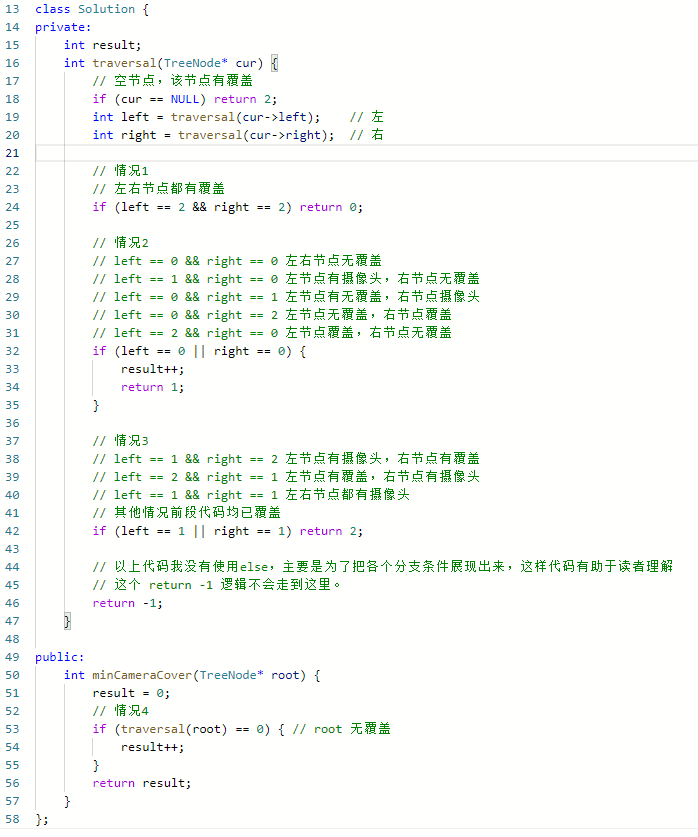 13 class Solution {
14 private:
15     int result;
16     int traversal(TreeNode* cur) {
17         // 空节点，该节点有覆盖
18         if (cur == NULL) return 2;
19         int left = traversal(cur->left);    // 左
20         int right = traversal(cur->right);  // 右
21
22         // 情况1
23         // 左右节点都有覆盖
24         if (left == 2 && right == 2) return 0;
25
26         // 情况2
27         // left == 0 && right == 0 左右节点无覆盖
28         // left == 1 && right == 0 左节点有摄像头，右节点无覆盖
29         // left == 0 && right == 1 左节点有无覆盖，右节点摄像头
30         // left == 0 && right == 2 左节点无覆盖，右节点覆盖
31         // left == 2 && right == 0 左节点覆盖，右节点无覆盖
32         if (left == 0 || right == 0) {
33             result++;
34             return 1;
35         }
36
37         // 情况3
38         // left == 1 && right == 2 左节点有摄像头，右节点有覆盖
39         // left == 2 && right == 1 左节点有覆盖，右节点有摄像头
40         // left == 1 && right == 1 左右节点都有摄像头
41         // 其他情况前段代码均已覆盖
42         if (left == 1 || right == 1) return 2;
43
44         // 以上代码我没有使用else，主要是为了把各个分支条件展现出来，这样代码有助于读者理解
45         // 这个 return -1 逻辑不会走到这里。
46         return -1;
47     }
48
49 public:
50     int minCameraCover(TreeNode* root) {
51         result = 0;
52         // 情况4
53         if (traversal(root) == 0) { // root 无覆盖
54             result++;
55         }
56         return result;
57     }
58 };